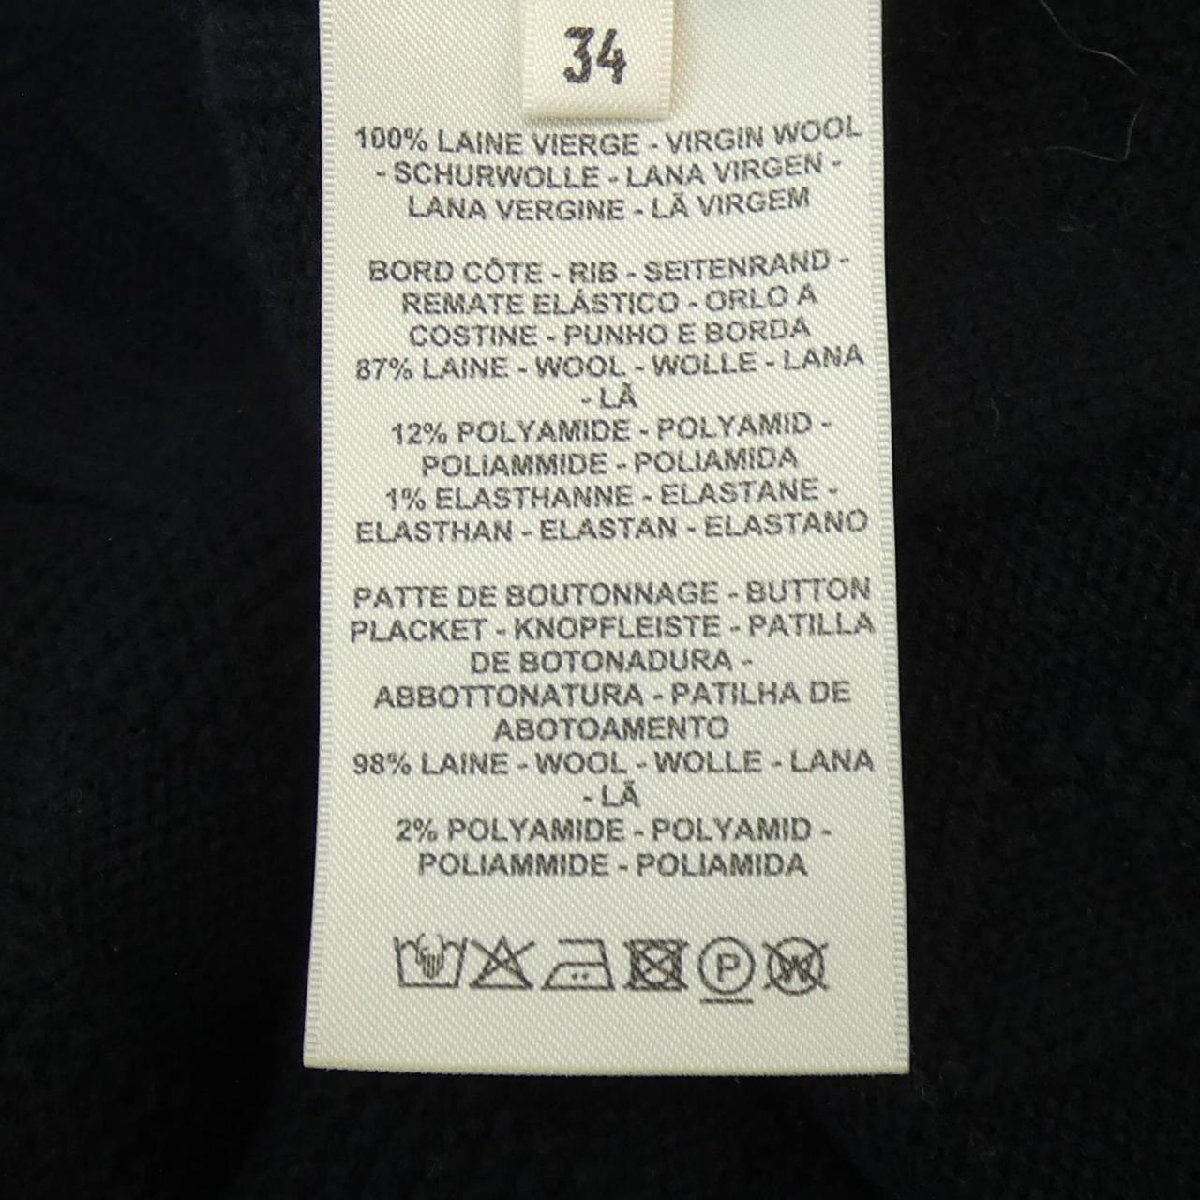 34
100% LAINE VIERGE - VIRGIN WOOL
- SCHURWOLLE - LANA VIRGEN -
LANA VERGINE - LÃ VIRGEM
BORD CÔTE - RIB - SEITENRAND -
REMATE ELÁSTICO - ORLO A
COSTINE - PUNHO E BORDA
87% LAINE - WOOL - WOLLE - LANA
- LÃ
12% POLYAMIDE - POLYAMID -
POLIAMMIDE - POLIAMIDA
1% ELASTHANNE - ELASTANE -
ELASTHAN - ELASTAN - ELASTANO
PATTE DE BOUTONNAGE - BUTTON
PLACKET - KNOPFLEISTE - PATILLA
DE BOTONADURA -
ABBOTTONATURA - PATILHA DE
ABOTOAMENTO
98% LAINE - WOOL - WOLLE - LANA
- LÃ
2% POLYAMIDE - POLYAMID -
POLIAMMIDE - POLIAMIDA
P W